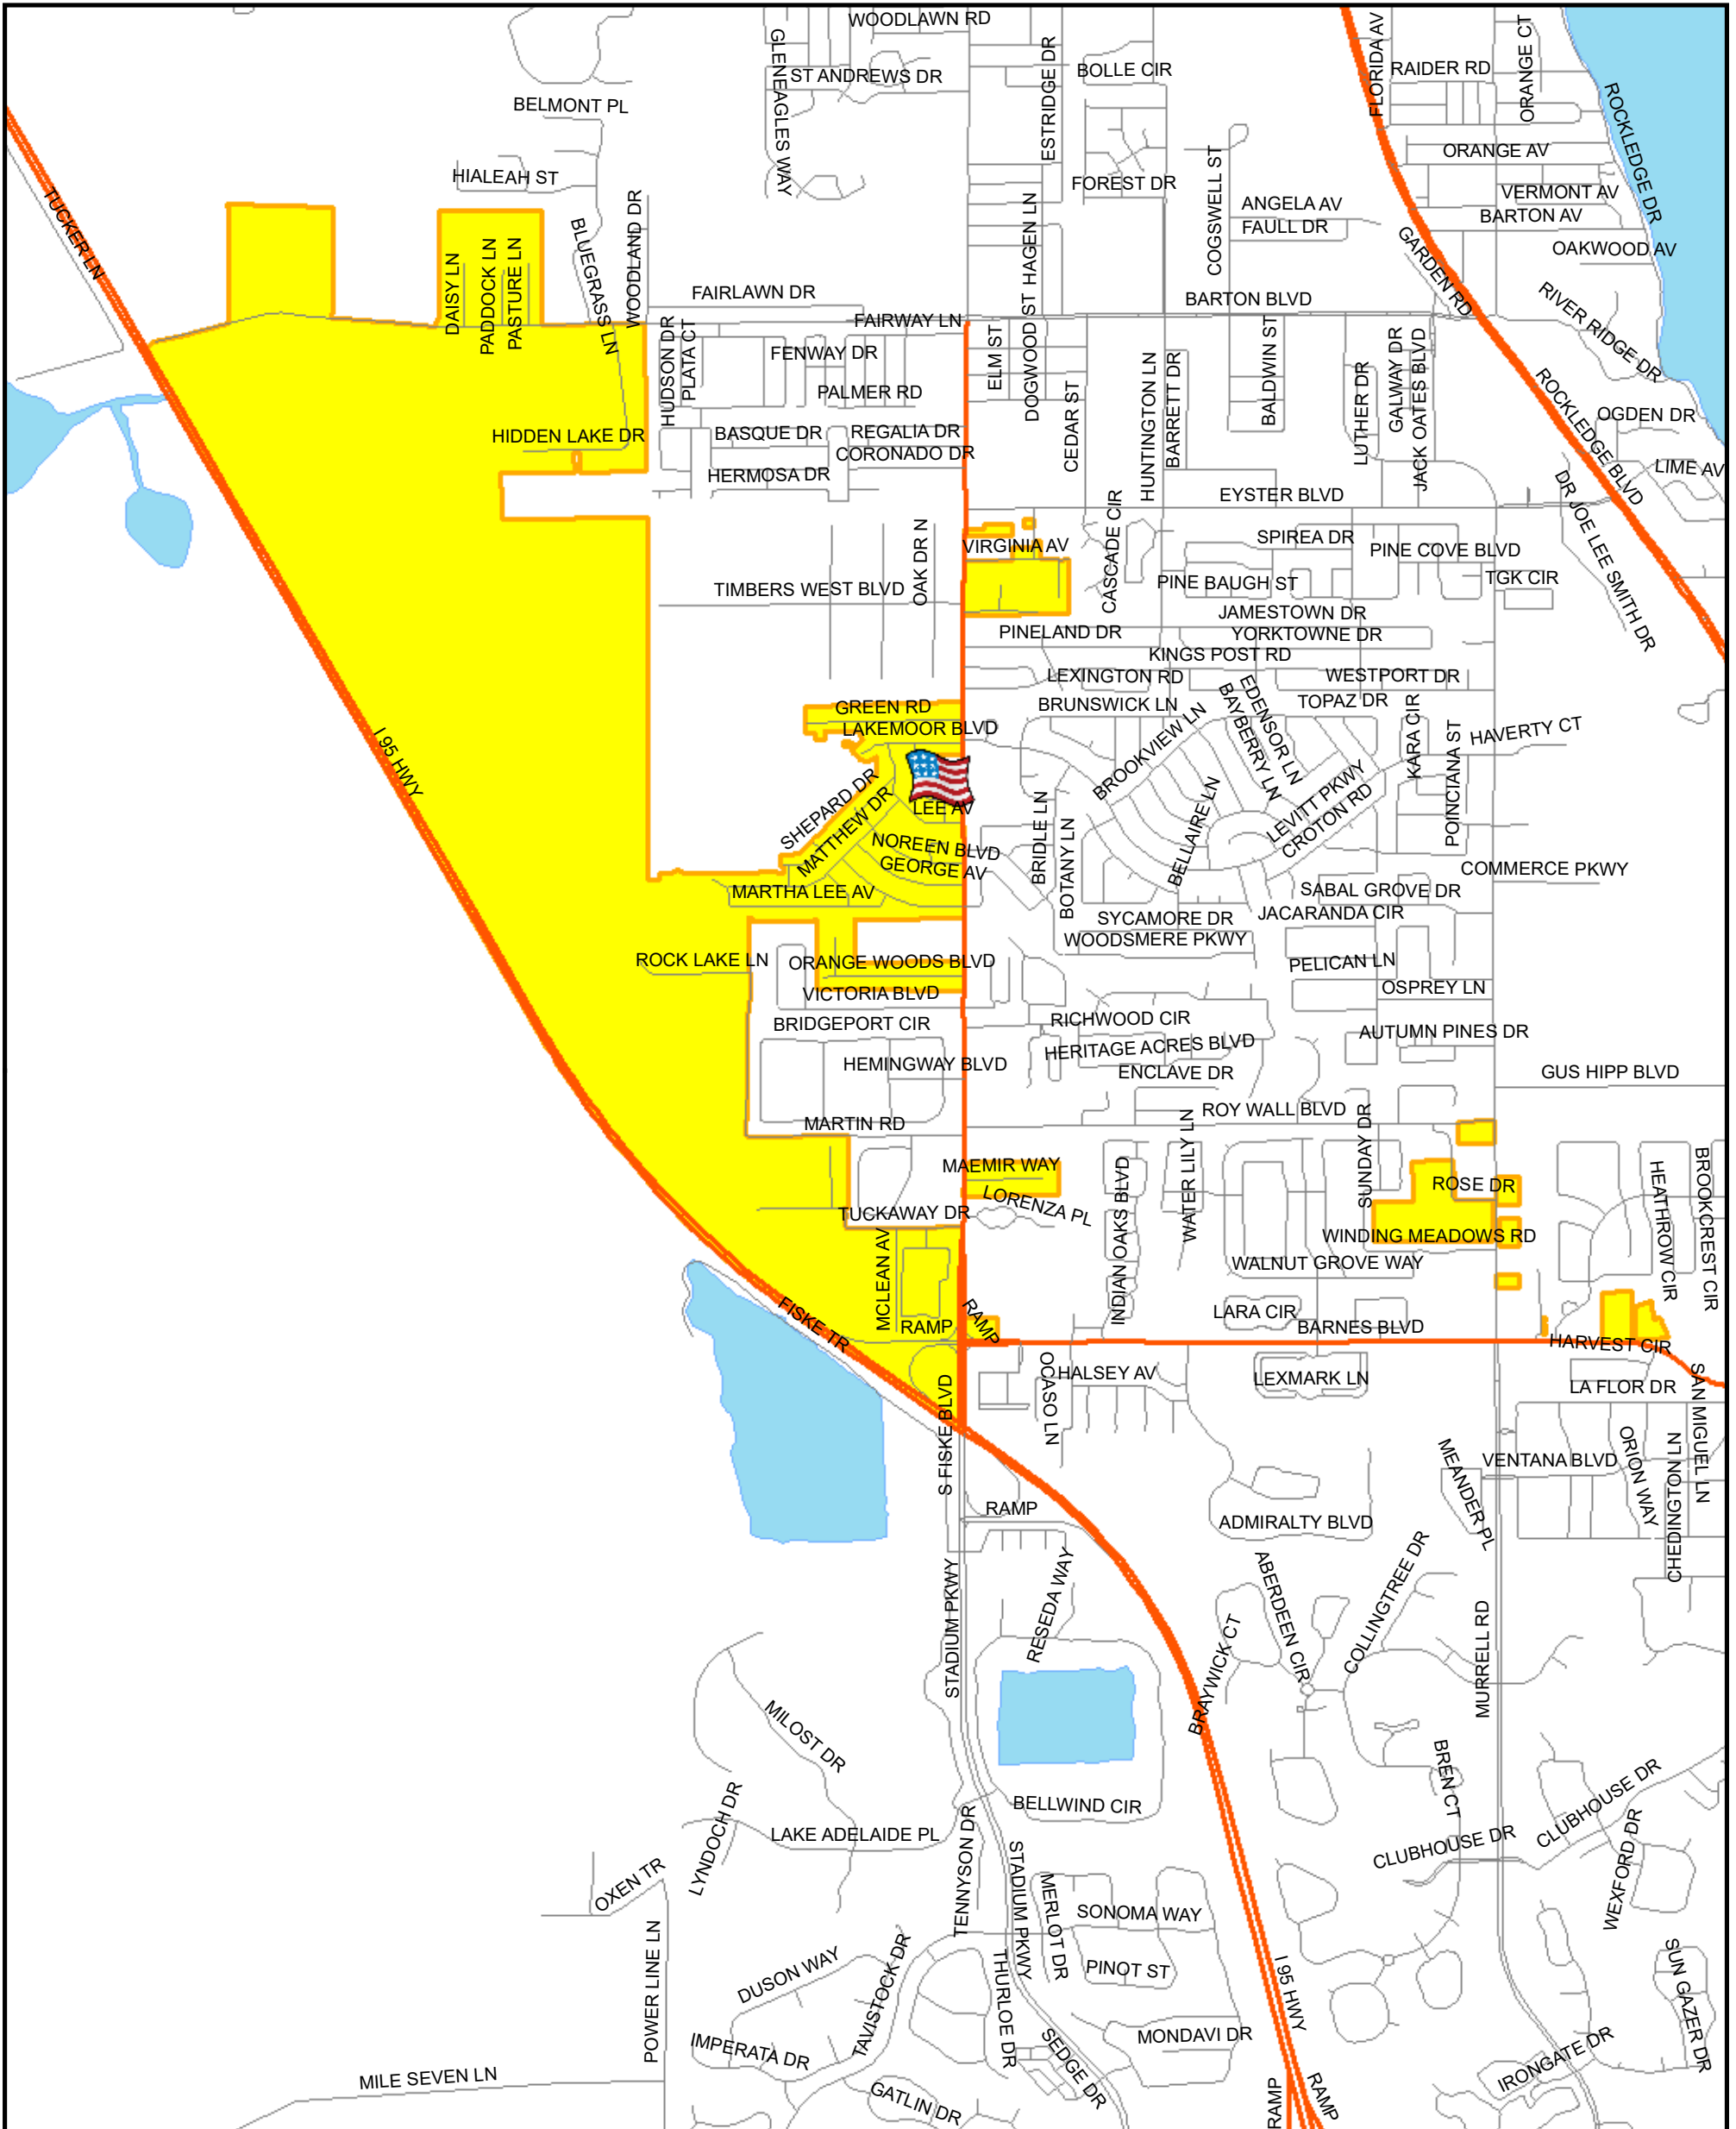 WOODLAWN RD
GLENEAGLES WAY
ST ANDREWS DR
ESTRIDGE DR
BOLLE CIR
FLORIDA AV
RAIDER RD
ORANGE CT
BELMONT PL
ROCKLEDGE DR
ORANGE AV
HIALEAH ST
FOREST DR
COGSWELL ST
VERMONT AV
ANGELA AV
BARTON AV
FAULL DR
TUCKER LN
WOODLAND DR
HAGEN LN
OAKWOOD AV
DAISY LN
PADDOCK LN
PASTURE LN
BLUEGRASS LN
GARDEN RD
FAIRLAWN DR
BARTON BLVD
RIVER RIDGE DR
FAIRWAY LN
HUDSON DR
PLATA CT
FENWAY DR
ELM ST
DOGWOOD ST
BALDWIN ST
LUTHER DR
GALWAY DR
JACK OATES BLVD
PALMER RD
CEDAR ST
HUNTINGTON LN
BARRETT DR
ROCKLEDGE BLVD
OGDEN DR
HIDDEN LAKE DR
BASQUE DR
REGALIA DR
CORONADO DR
HERMOSA DR
LIME AV
EYSTER BLVD
DR JOE LEE SMITH DR
OAK DR N
VIRGINIA AV
CASCADE CIR
SPIREA DR
PINE COVE BLVD
TIMBERS WEST BLVD
PINE BAUGH ST
TGK CIR
JAMESTOWN DR
PINELAND DR
YORKTOWNE DR
KINGS POST RD
LEXINGTON RD
WESTPORT DR
GREEN RD
BRUNSWICK LN
EDENSOR LN
BAYBERRY LN
TOPAZ DR
KARA CIR
LAKEMOOR BLVD
BROOKVIEW LN
POINCIANA ST
HAVERTY CT
I 95 HWY
SHEPARD DR
MATTHEW DR
LEE AV
BRIDLE LN
BELLAIRE LN
LEVITT PKWY
CROTON RD
NOREEN BLVD
GEORGE AV
BOTANY LN
COMMERCE PKWY
MARTHA LEE AV
SABAL GROVE DR
SYCAMORE DR
JACARANDA CIR
WOODSMERE PKWY
ROCK LAKE LN
ORANGE WOODS BLVD
PELICAN LN
VICTORIA BLVD
OSPREY LN
BRIDGEPORT CIR
RICHWOOD CIR
AUTUMN PINES DR
HERITAGE ACRES BLVD
HEMINGWAY BLVD
ENCLAVE DR
GUS HIPP BLVD
MARTIN RD
ROY WALL BLVD
WATER LILY LN
SUNDAY DR
MAEMIR WAY
INDIAN OAKS BLVD
ROSE DR
HEATHROW CIR
BROOKCREST CIR
LORENZA PL
TUCKAWAY DR
WINDING MEADOWS RD
MCLEAN AV
WALNUT GROVE WAY
FISKE TR
RAMP
RAMP
LARA CIR
BARNES BLVD
HARVEST CIR
S FISKE BLVD
OCASO LN
HALSEY AV
LEXMARK LN
LA FLOR DR
SAN MIGUEL LN
MEANDER PL
VENTANA BLVD
ORION WAY
CHEDINGTON LN
RAMP
ADMIRALTY BLVD
STADIUM PKWY
RESEDA WAY
ABERDEEN CIR
COLLINGTREE DR
BRAYWICK CT
MURRELL RD
MILOST DR
BREN CT
LYNDOCH DR
BELLWIND CIR
CLUBHOUSE DR
LAKE ADELAIDE PL
CLUBHOUSE DR
TENNYSON DR
STADIUM PKWY
WEXFORD DR
OXEN TR
MERLOT DR
SONOMA WAY
POWER LINE LN
DUSON WAY
TAVISTOCK DR
THURLOE DR
PINOT ST
I 95 HWY
SUN GAZER DR
IMPERATA DR
SEDGE DR
MONDAVI DR
IRONGATE DR
MILE SEVEN LN
GATLIN DR
RAMP
RAMP